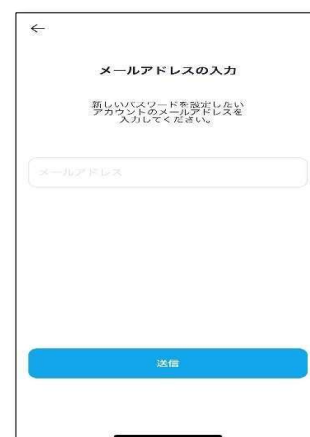 メールアドレスの入力
新しいパスワードを設定したい
アカウントのメールアドレスを
入力してください。
メールアドレス
送信